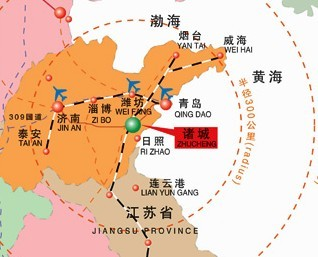 渤海
烟台
YAN TAI
威海
WEI HAI
黄海
半径300公里(radius)
潍坊
WEI FANG
淄博
ZI BO
青岛
QING DAO
济南
JIN AN
309国道
诸城
ZHUCHENG
泰安
TAI AN
日照
RI ZHAO
连云港
LIAN YUN GANG
江苏省
JIANGSU PROVINCE